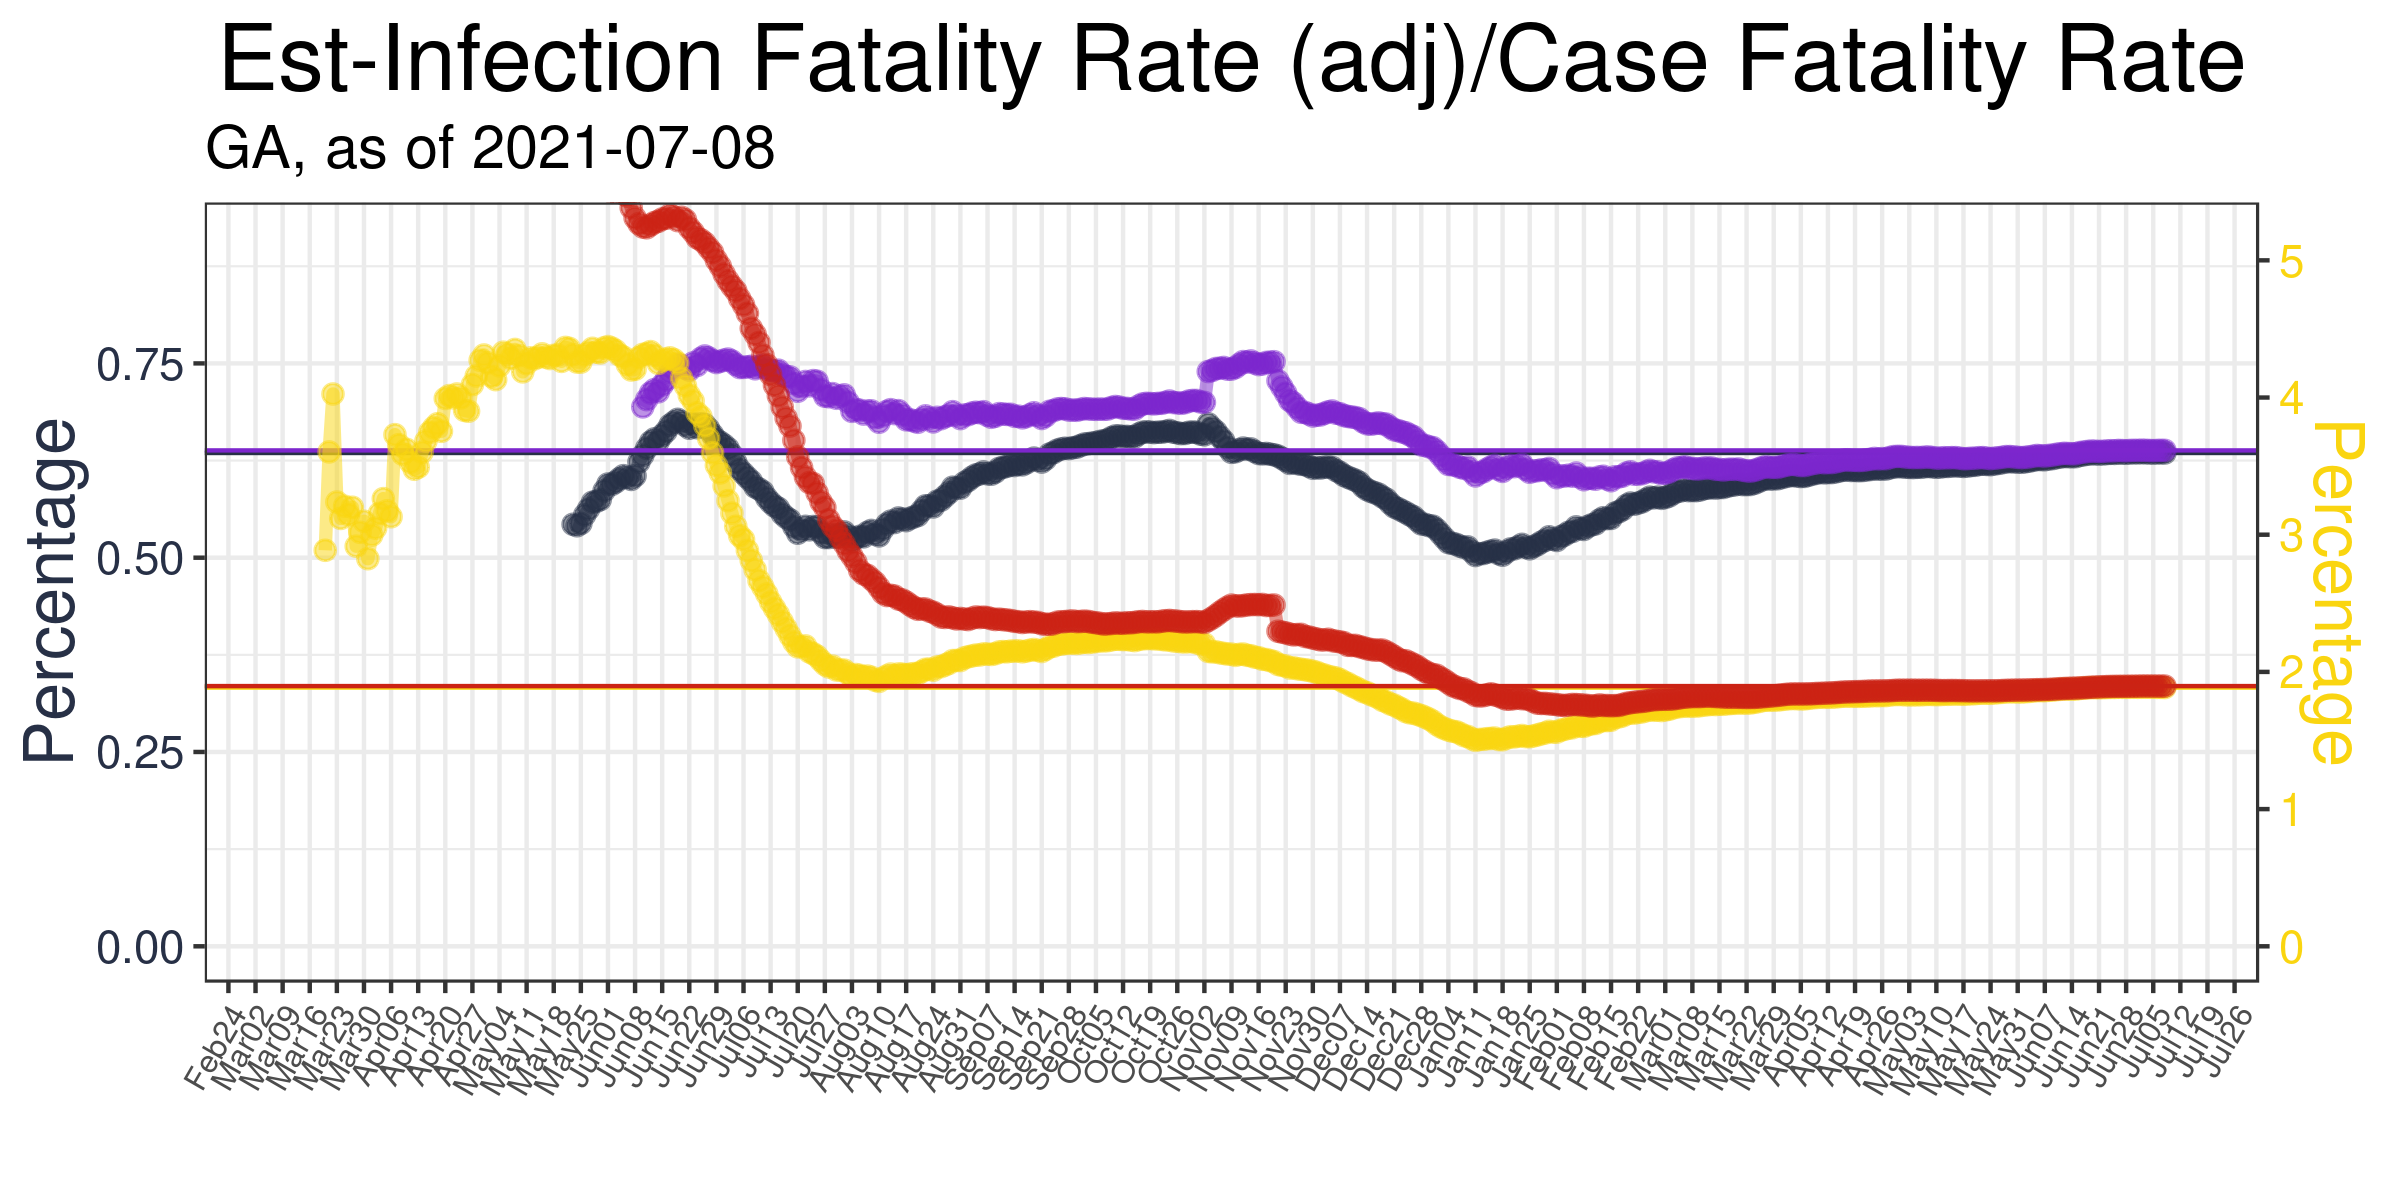 Est-Infection Fatality Rate (adj)/Case Fatality Rate
GA, as of 2021-07-08
Percentage
0.75
0.50
0.25
0.00
5
4
3
2
1
0
Percentage
Feb24
Mar02
Mar09
Mar16
Mar23
Mar30
Apr06
Apr13
Apr20
Apr27
May04
May11
May18
May25
Jun01
Jun08
Jun15
Jun22
Jun29
Jul06
Jul13
Jul20
Jul27
Aug03
Aug10
Aug17
Aug24
Aug31
Sep07
Sep14
Sep21
Sep28
Oct05
Oct12
Oct19
Oct26
Nov02
Nov09
Nov16
Nov23
Nov30
Dec07
Dec14
Dec21
Dec28
Jan04
Jan11
Jan18
Jan25
Feb01
Feb08
Feb15
Feb22
Mar01
Mar08
Mar15
Mar22
Mar29
Apr05
Apr12
Apr19
Apr26
May03
May10
May17
May24
May31
Jun07
Jun14
Jun21
Jun28
Jul05
Jul12
Jul19
Jul26